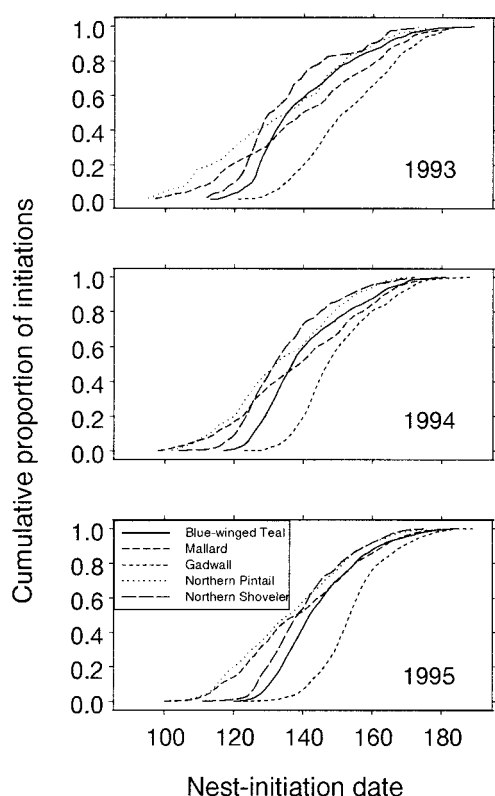 Cumulative proportion of initiations
1.0
0.8
0.6
0.4
0.2
0.0
1993
1.0
0.8
0.6
0.4
0.2
0.0
1994
1.0
0.8
0.6
0.4
0.2
0.0
Blue-winged Teal
Mallard
Gadwall
Northern Pintail
Northern Shoveler
1995
100 120 140 160 180
Nest-initiation date